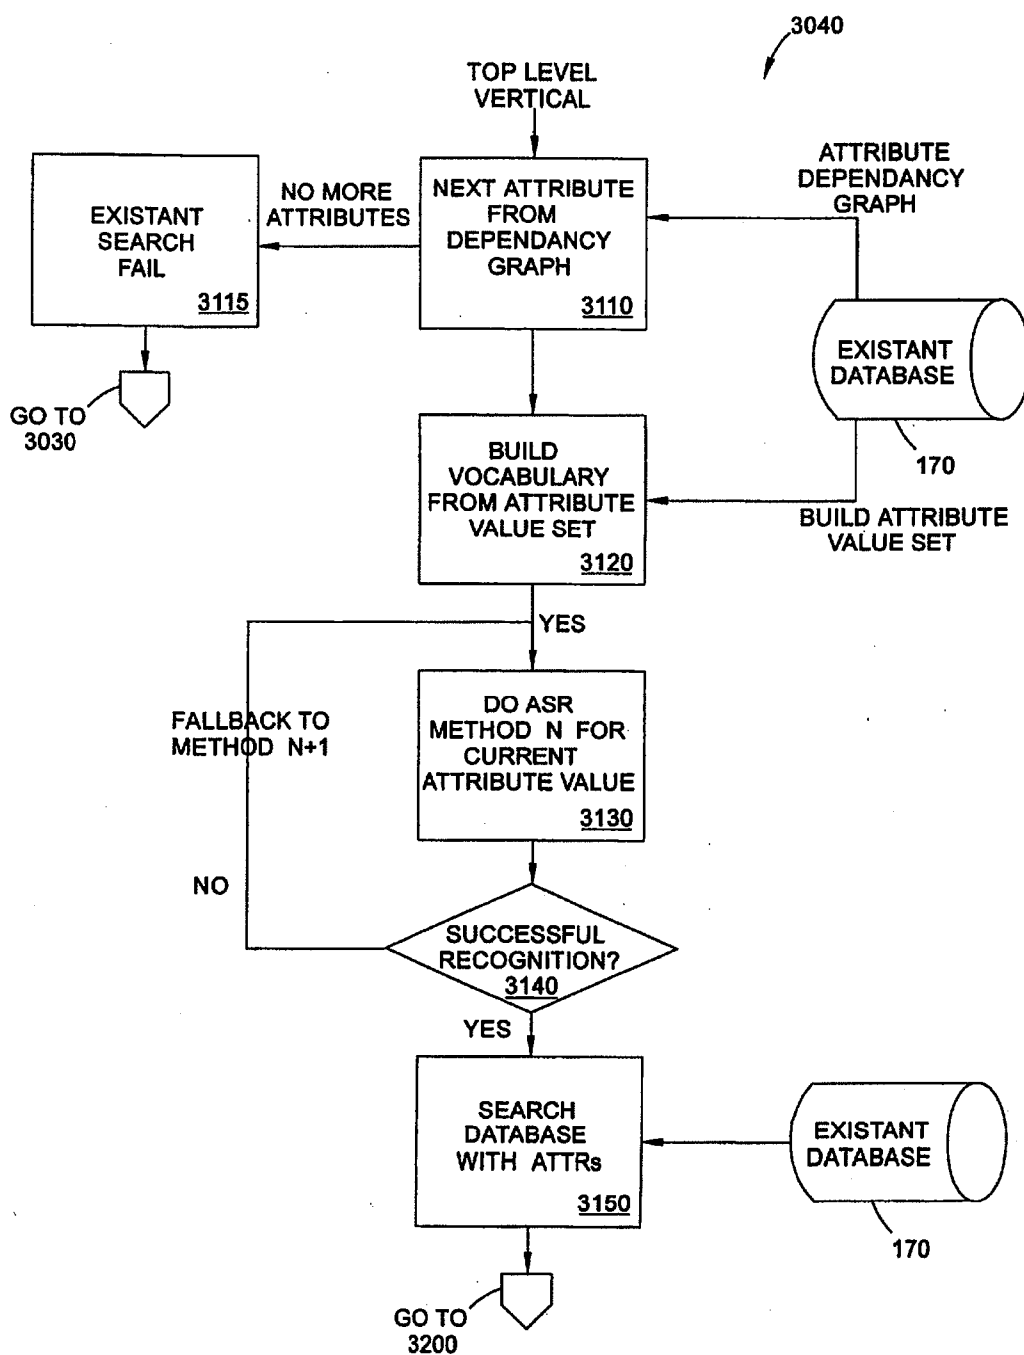 3040
TOP LEVEL
VERTICAL
ATTRIBUTE
DEPENDANCY
GRAPH
NO MORE
ATTRIBUTES
EXISTANT
SEARCH
FAIL
3115
NEXT ATTRIBUTE
FROM
DEPENDANCY
GRAPH
3110
EXISTANT
DATABASE
170
GO TO
3030
BUILD
VOCABULARY
FROM ATTRIBUTE
VALUE SET
3120
BUILD ATTRIBUTE
VALUE SET
YES
FALLBACK TO
METHOD N+1
DO ASR
METHOD N FOR
CURRENT
ATTRIBUTE VALUE
3130
NO
SUCCESSFUL
RECOGNITION?
3140
YES
SEARCH
DATABASE
WITH ATTRs
3150
EXISTANT
DATABASE
170
GO TO
3200